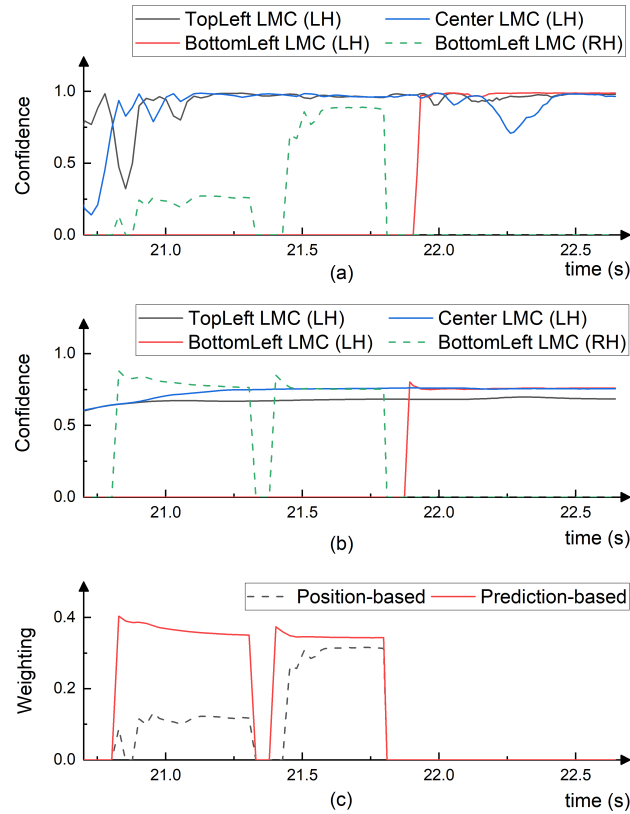 TopLeft LMC (LH) Center LMC (LH)
BottomLeft LMC (LH) BottomLeft LMC (RH)
Confidence
1.0
0.5
0.0
21.0 21.5 22.0 22.5
(a) time (s)
TopLeft LMC (LH) Center LMC (LH)
BottomLeft LMC (LH) BottomLeft LMC (RH)
Confidence
1.0
0.5
0.0
21.0 21.5 22.0 22.5
(b) time (s)
Position-based Prediction-based
Weighting
0.4
0.2
0.0
21.0 21.5 22.0 22.5
(c) time (s)